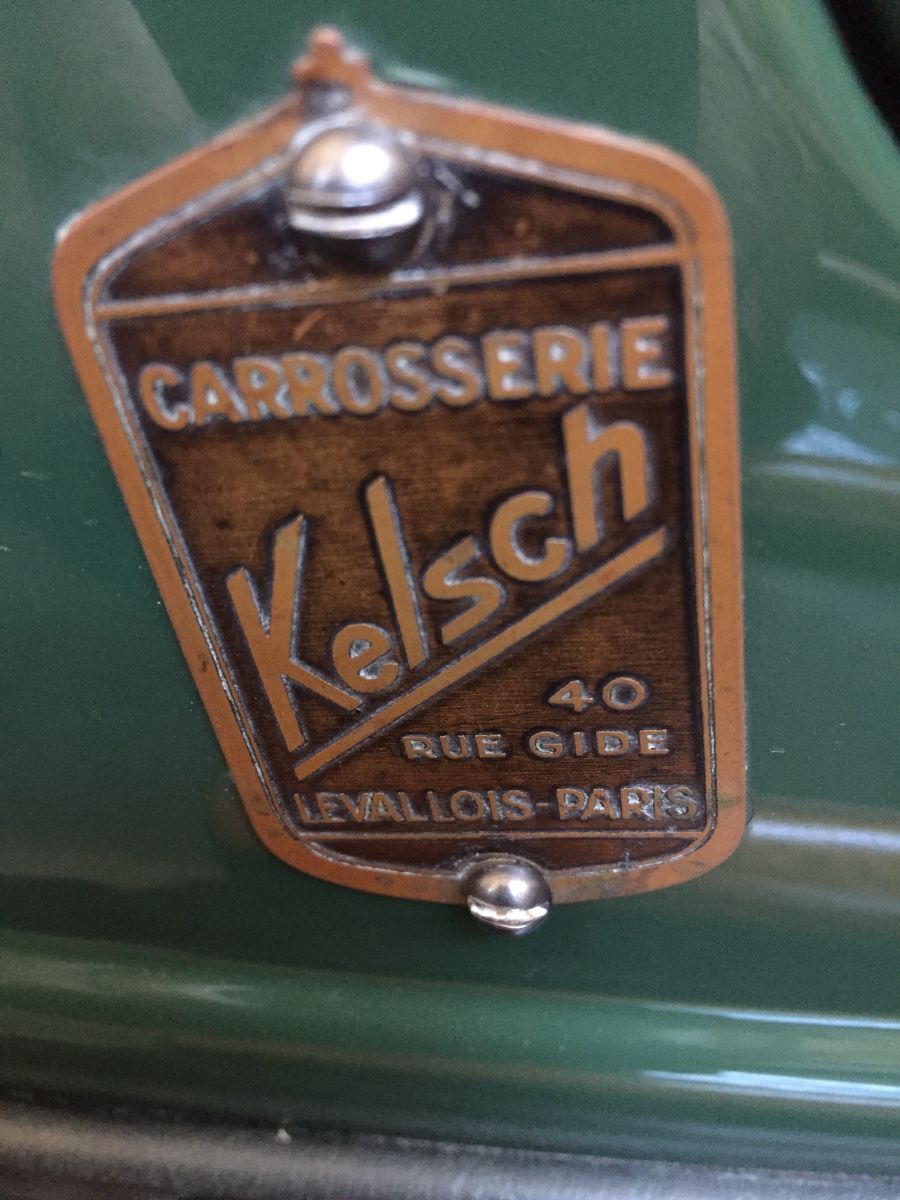 CARROSSERIE
Kelsch
40
RUE GIDE
LEVALLOIS-PARIS